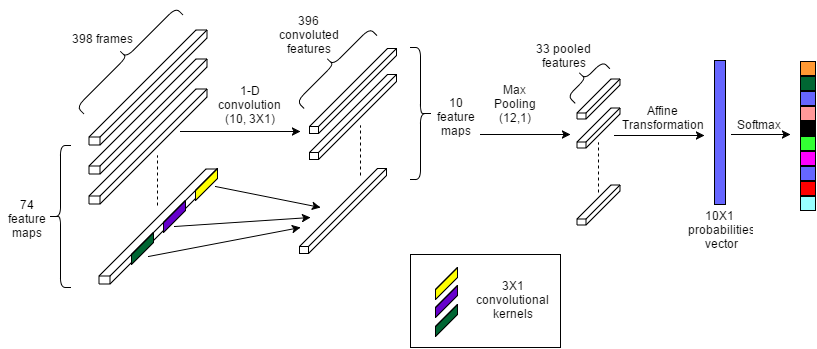 398 frames
396
convoluted
features
33 pooled
features
1-D
convolution
(10, 3X1)
10
feature
maps
Max
Pooling
(12,1)
Affine
Transformation
Softmax
74
feature
maps
10X1
probabilities
vector
3X1
convolutional
kernels